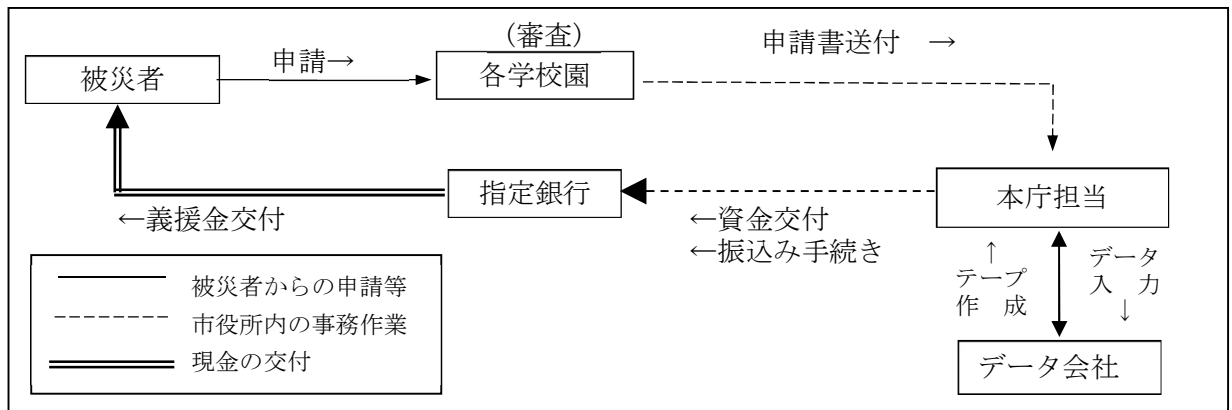 (審査)
申請書送付 →
被災者
申請→
各学校園
指定銀行
本庁担当
←義援金交付
←資金交付
←振込み手続き
↑
テープ
作 成
データ
入 力
↓
データ会社
被災者からの申請等
市役所内の事務作業
現金の交付